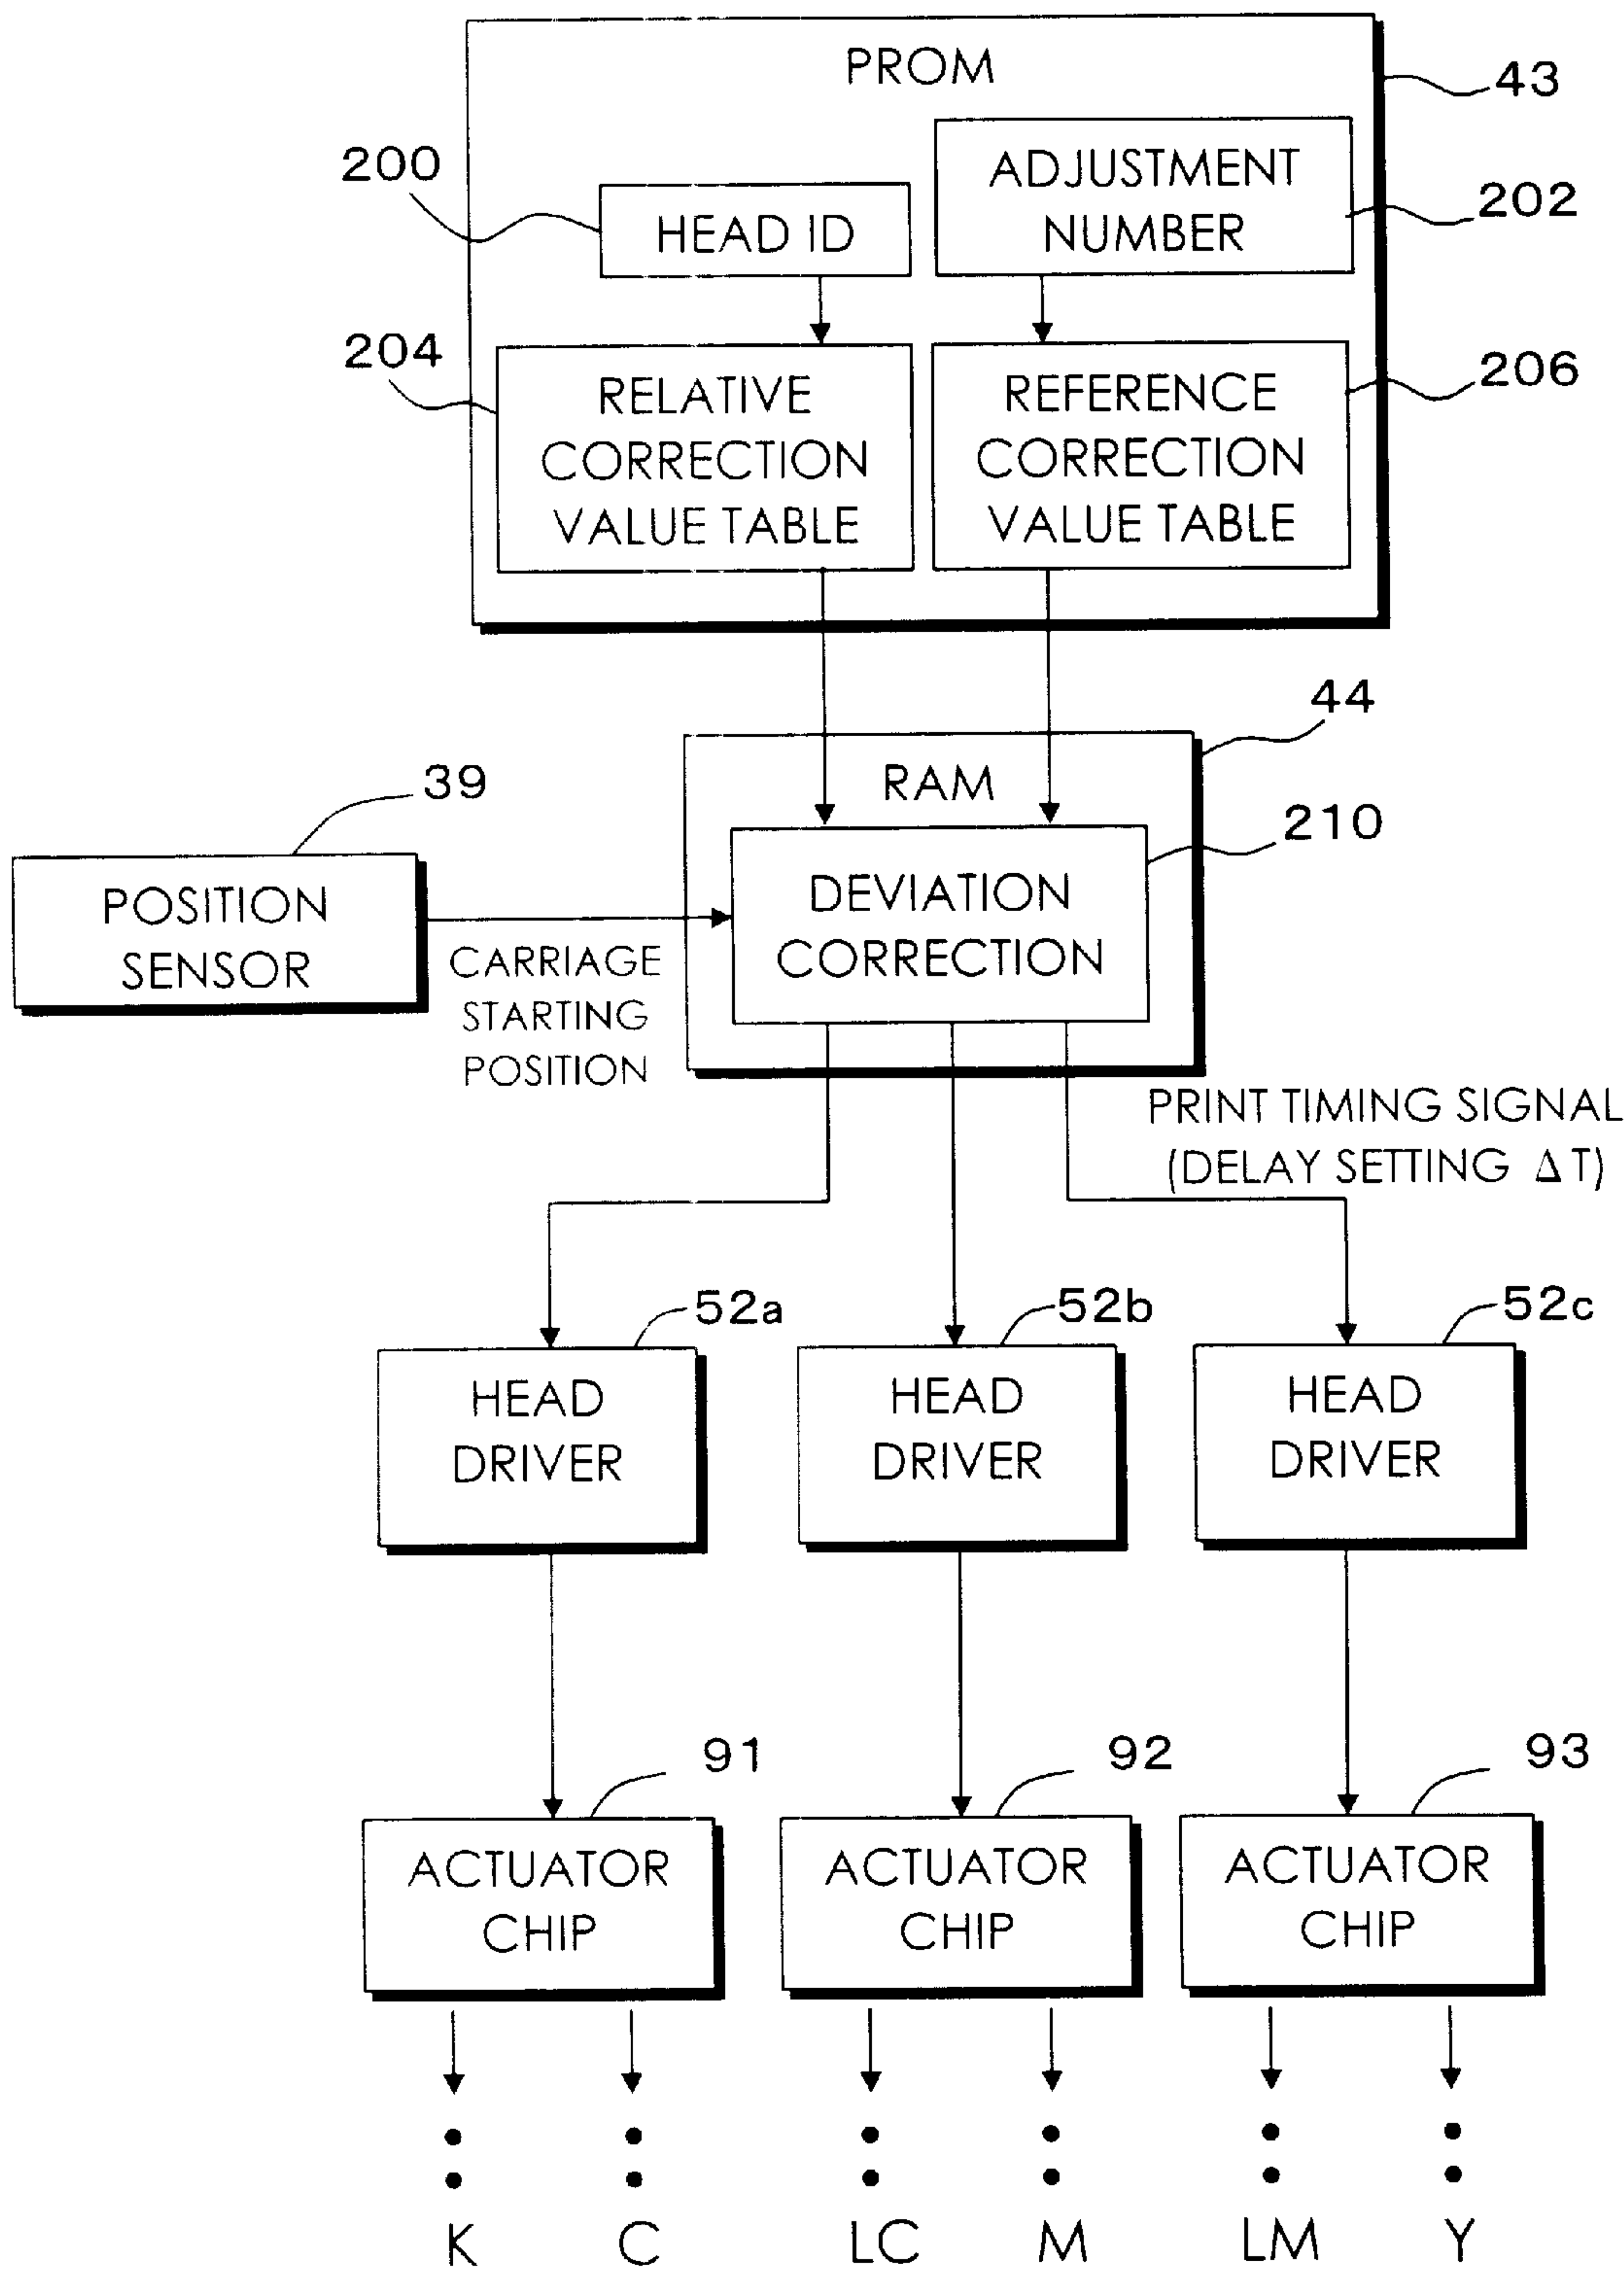 PROM
43
200
HEAD ID
ADJUSTMENT
NUMBER
202
204
RELATIVE
CORRECTION
VALUE TABLE
REFERENCE
CORRECTION
VALUE TABLE
206
44
RAM
39
POSITION
SENSOR
CARRIAGE
STARTING
POSITION
210
DEVIATION
CORRECTION
PRINT TIMING SIGNAL
(DELAY SETTING ΔT)
52a
HEAD
DRIVER
52b
HEAD
DRIVER
52c
HEAD
DRIVER
91
ACTUATOR
CHIP
92
ACTUATOR
CHIP
93
ACTUATOR
CHIP
K C LC M LM Y